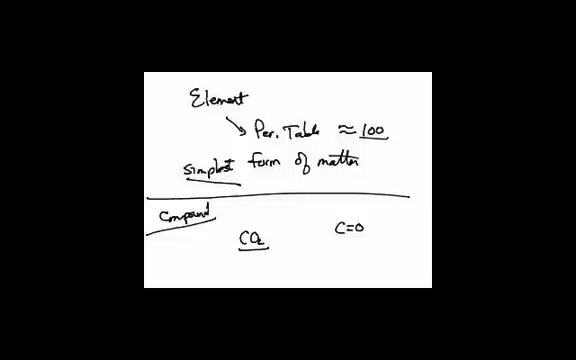 Element
Per. Table ≈ 100
simplest form of matter
Compound
CO₂ C=O